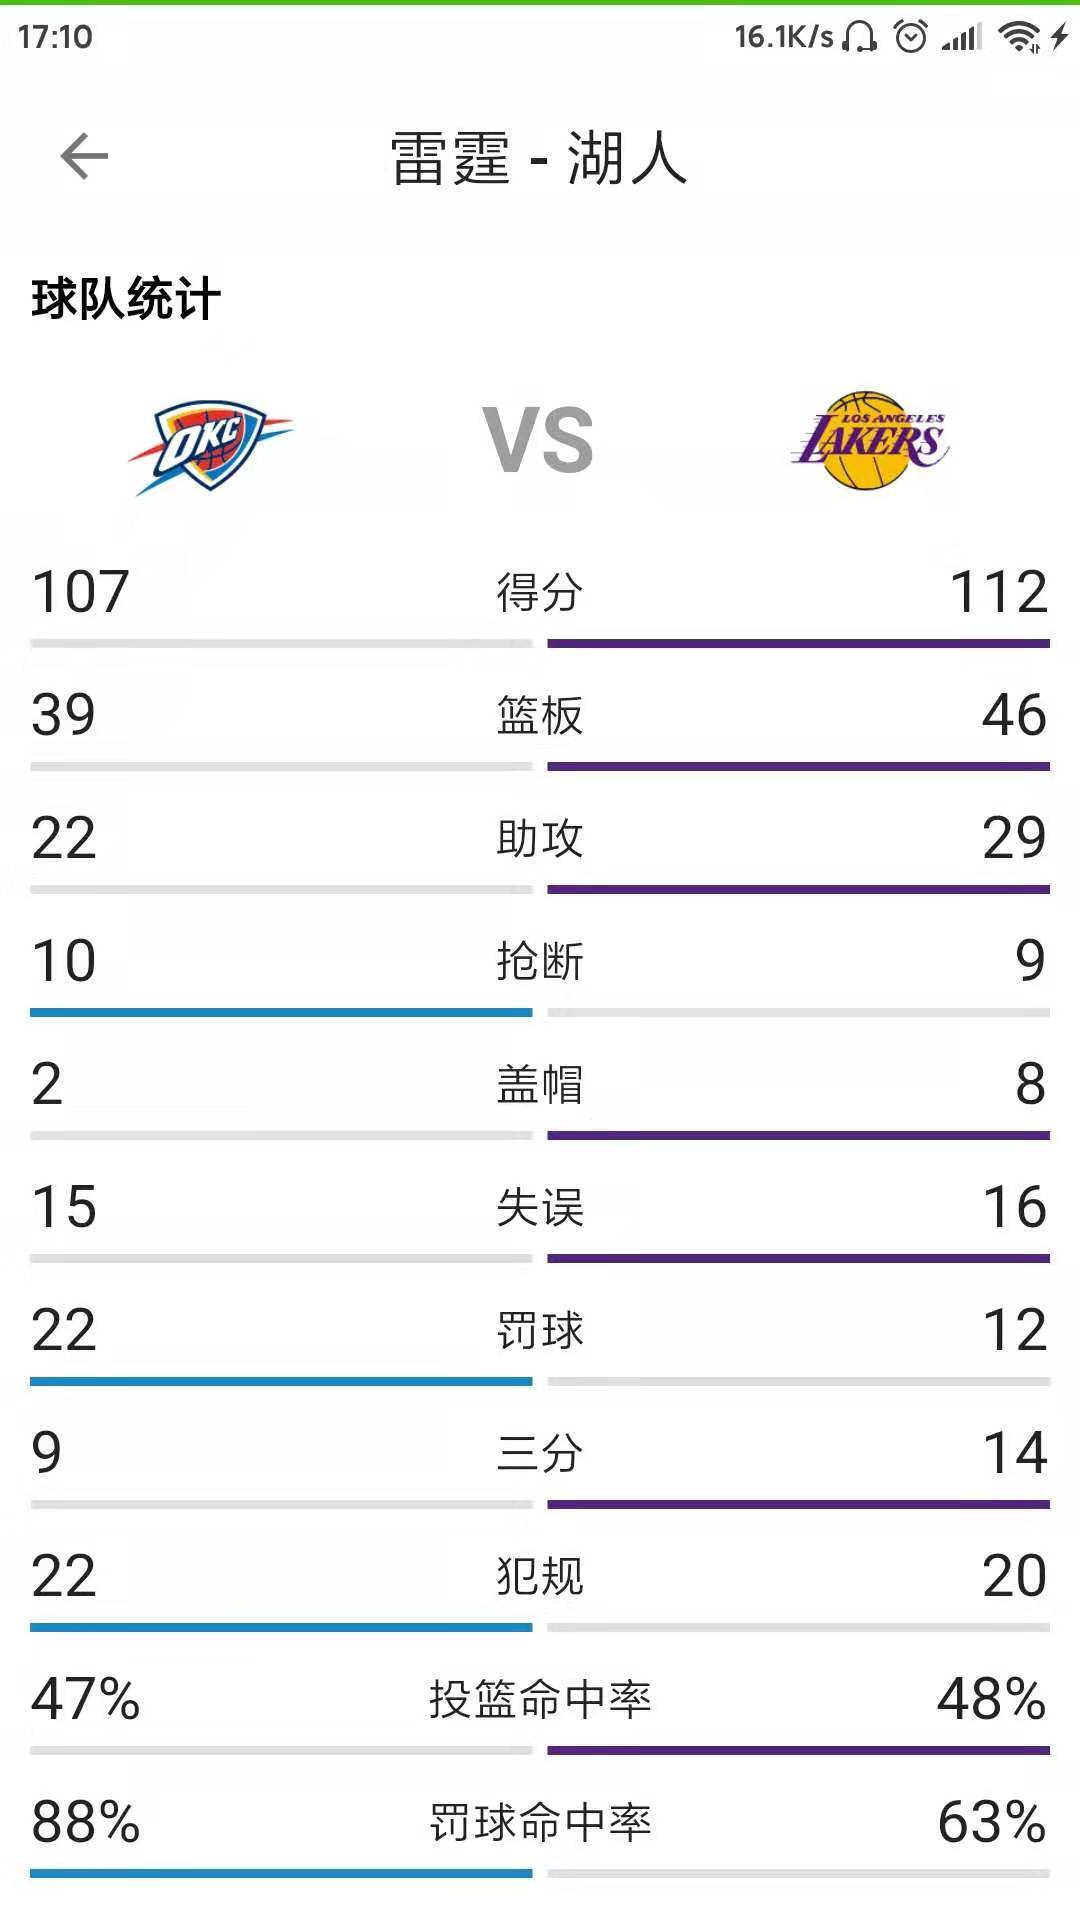 17:10 16.1K/s
雷霆 - 湖人
球队统计
OKC VS LOS ANGELES LAKERS
107 得分 112
39 篮板 46
22 助攻 29
10 抢断 9
2 盖帽 8
15 失误 16
22 罚球 12
9 三分 14
22 犯规 20
47% 投篮命中率 48%
88% 罚球命中率 63%